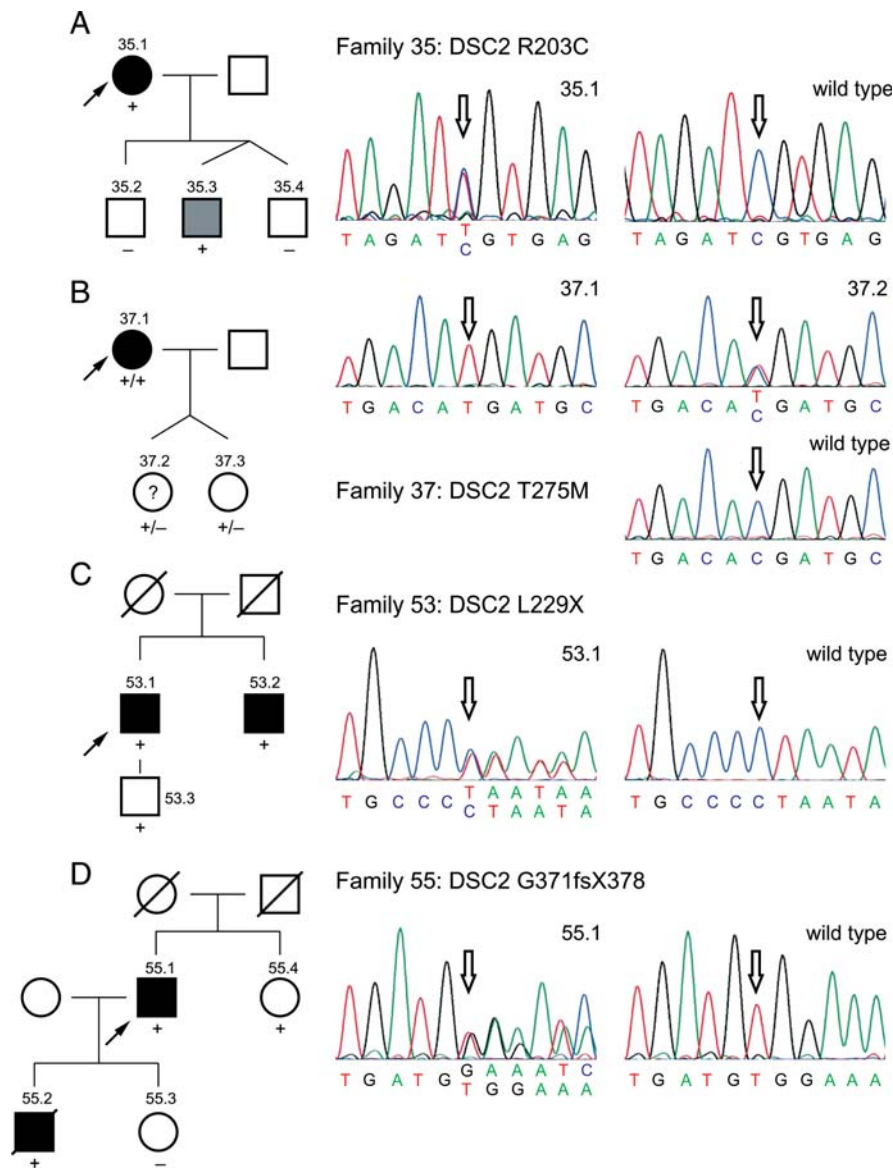 A
35.1
+
35.2
35.3
35.4
–
+
–
Family 35: DSC2 R203C
35.1
T A G A T T G T G A G
C
wild type
T A G A T C G T G A G
B
37.1
+/+
37.2
37.3
?
+/–
+/–
37.1
T G A C A T G A T G C
37.2
T G A C A T G A T G C
C
Family 37: DSC2 T275M
wild type
T G A C A C G A T G C
C
53.1
53.2
+
+
53.3
+
Family 53: DSC2 L229X
53.1
T G C C C T A A T A A
C T A A T A
wild type
T G C C C C T A A T A
D
55.1
55.4
+
+
55.2
55.3
+
–
Family 55: DSC2 G371fsX378
55.1
T G A T G G A A A T C
T G G A A A
wild type
T G A T G T G G A A A